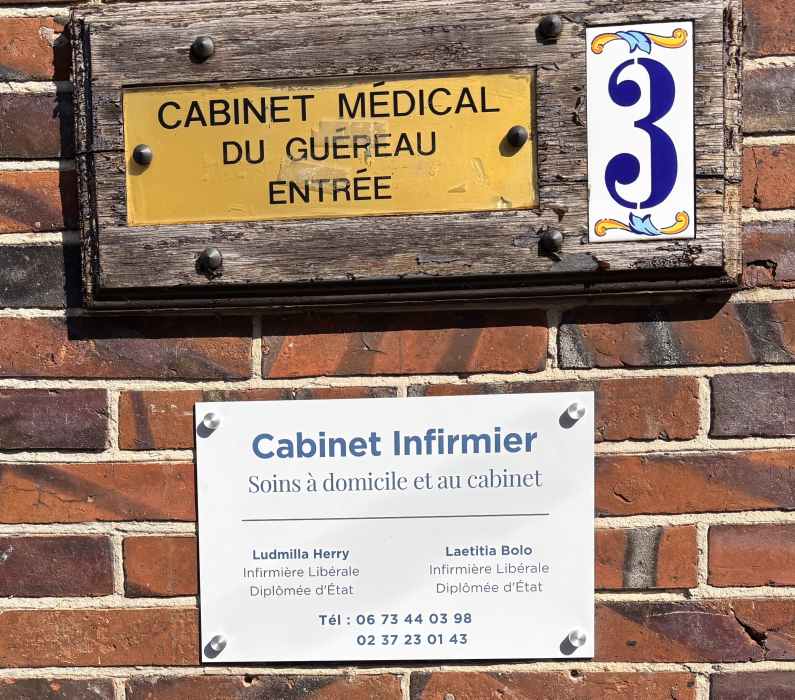 CABINET MÉDICAL
DU GUÉREAU
ENTRÉE
3
Cabinet Infirmier
Soins à domicile et au cabinet
Ludmilla Herry
Infirmière Libérale
Diplômée d'État
Laetitia Bolo
Infirmière Libérale
Diplômée d'État
Tél : 06 73 44 03 98
02 37 23 01 43